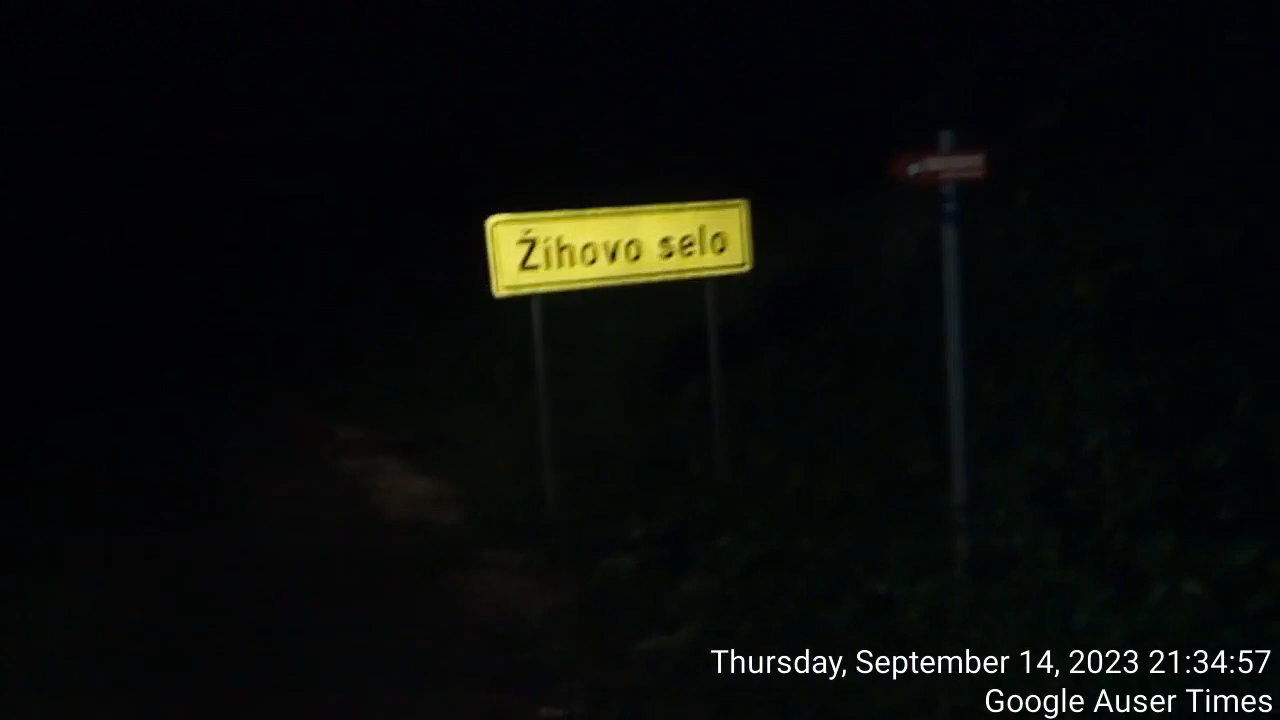 Žihovo selo
Thursday, September 14, 2023 21:34:57
Google Auser Times